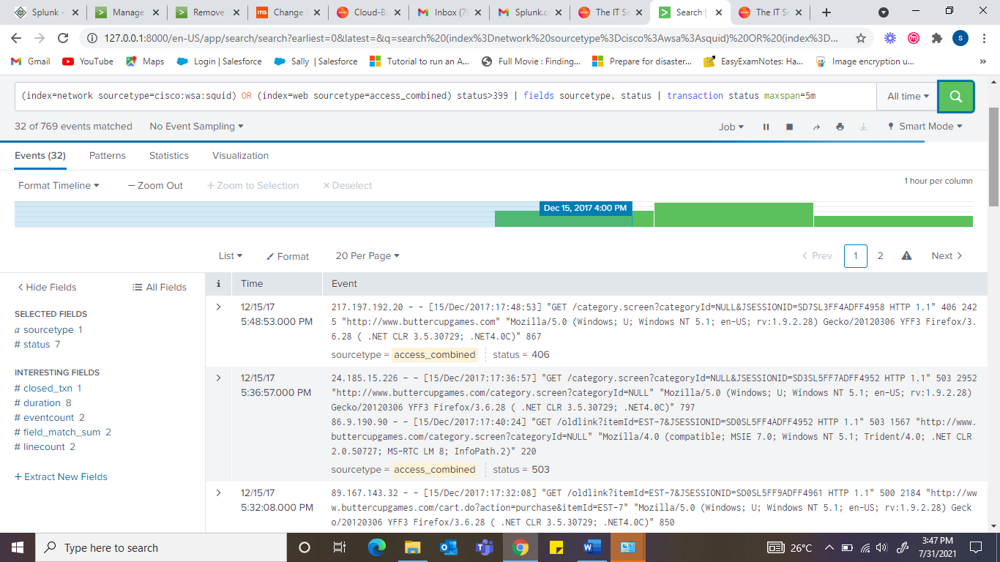 Splunk -
Manage
Remove
Change
Cloud-Ba
Inbox (75
Splunk.c
The IT Se
Search |
The IT Se
127.0.0.1:8000/en-US/app/search/search?earliest=0&latest=&q=search%20(index%3Dnetwork%20sourcetype%3Dcisco%3Awsa%3Asquid)%20OR%20(index%3D...
S
Gmail YouTube Maps Login | Salesforce Sally | Salesforce Tutorial to run an A... Full Movie : Finding... Prepare for disaster... EasyExamNotes: Ha... Image encryption u... »
(index=network sourcetype=cisco:wsa:squid) OR (index=web sourcetype=access_combined) status>399 | fields sourcetype, status | transaction status maxspan=5m
All time
32 of 769 events matched No Event Sampling Job Smart Mode
Events (32) Patterns Statistics Visualization
Format Timeline — Zoom Out + Zoom to Selection × Deselect 1 hour per column
Dec 15, 2017 4:00 PM
List Format 20 Per Page < Prev 1 2 Next >
< Hide Fields All Fields
SELECTED FIELDS
a sourcetype 1
# status 7
INTERESTING FIELDS
# closed_txn 1
# duration 8
# eventcount 2
# field_match_sum 2
# linecount 2
+ Extract New Fields
i Time Event
12/15/17
5:48:53.000 PM
217.197.192.20 - - [15/Dec/2017:17:48:53] "GET /category.screen?categoryId=NULL&JSESSIONID=SD7SL3FF4ADFF4958 HTTP 1.1" 406 242
5 "http://www.buttercupgames.com" "Mozilla/5.0 (Windows; U; Windows NT 5.1; en-US; rv:1.9.2.28) Gecko/20120306 YFF3 Firefox/3.
6.28 ( .NET CLR 3.5.30729; .NET4.0C)" 867
sourcetype = access_combined status = 406
12/15/17
5:36:57.000 PM
24.185.15.226 - - [15/Dec/2017:17:36:57] "GET /category.screen?categoryId=NULL&JSESSIONID=SD3SL5FF7ADFF4952 HTTP 1.1" 503 2952
"http://www.buttercupgames.com/category.screen?categoryId=NULL" "Mozilla/5.0 (Windows; U; Windows NT 5.1; en-US; rv:1.9.2.28)
Gecko/20120306 YFF3 Firefox/3.6.28 ( .NET CLR 3.5.30729; .NET4.0C)" 797
86.9.190.90 - - [15/Dec/2017:17:40:24] "GET /oldlink?itemId=EST-7&JSESSIONID=SD0SL5FF4ADFF4952 HTTP 1.1" 503 1567 "http://www.
buttercupgames.com/category.screen?categoryId=NULL" "Mozilla/4.0 (compatible; MSIE 7.0; Windows NT 5.1; Trident/4.0; .NET CLR
2.0.50727; MS-RTC LM 8; InfoPath.2)" 220
sourcetype = access_combined status = 503
12/15/17
5:32:08.000 PM
89.167.143.32 - - [15/Dec/2017:17:32:08] "GET /oldlink?itemId=EST-7&JSESSIONID=SD0SL5FF9ADFF4961 HTTP 1.1" 500 2184 "http://ww
w.buttercupgames.com/cart.do?action=purchase&itemId=EST-7" "Mozilla/5.0 (Windows; U; Windows NT 5.1; en-US; rv:1.9.2.28) Geck
o/20120306 YFF3 Firefox/3.6.28 ( .NET CLR 3.5.30729; .NET4.0C)" 850
Type here to search
26°C
3:47 PM
7/31/2021